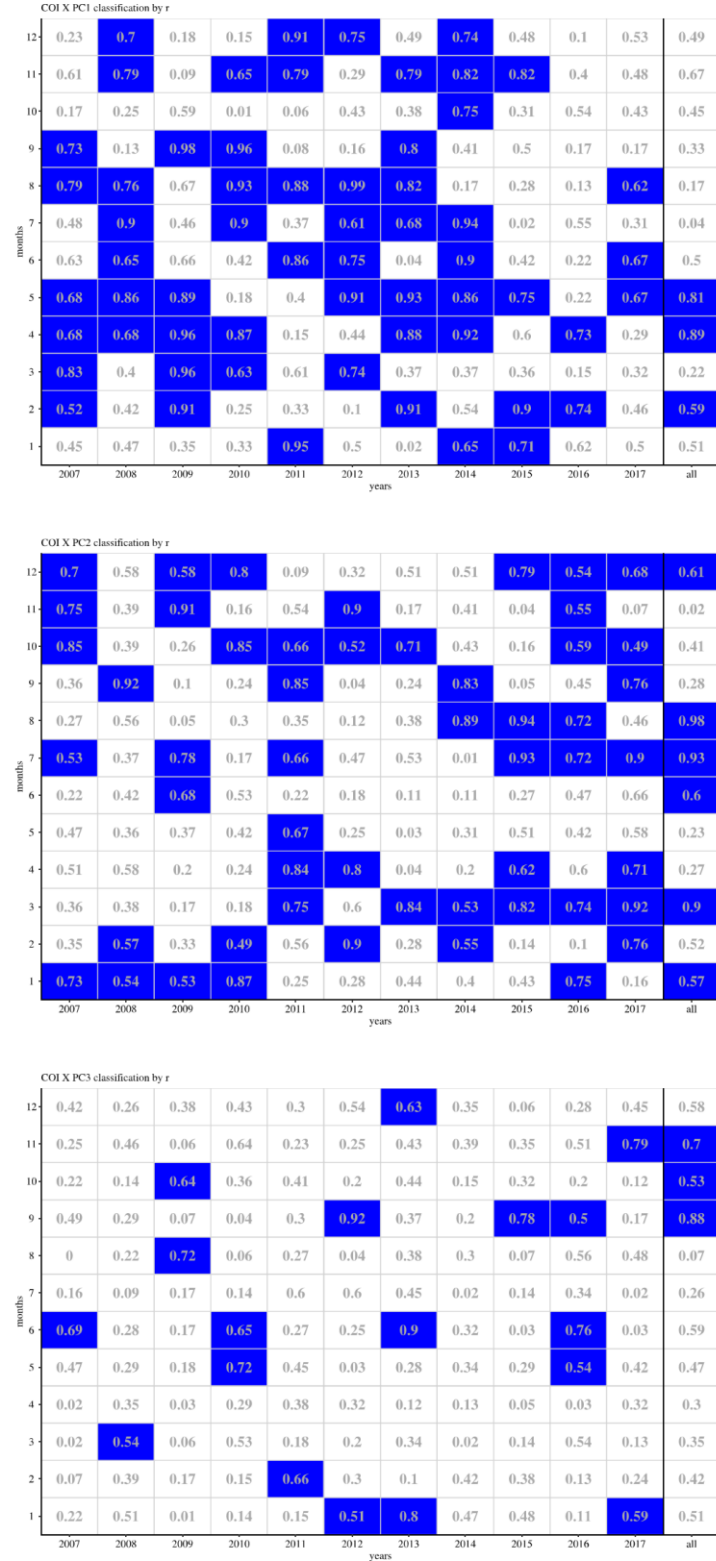 COI X PC1 classification by r
12 0.23 0.7 0.18 0.15 0.91 0.75 0.49 0.74 0.48 0.1 0.53 0.49
11 0.61 0.79 0.09 0.65 0.79 0.29 0.79 0.82 0.82 0.4 0.48 0.67
10 0.17 0.25 0.59 0.01 0.06 0.43 0.38 0.75 0.31 0.54 0.43 0.45
9 0.73 0.13 0.98 0.96 0.08 0.16 0.8 0.41 0.5 0.17 0.17 0.33
8 0.79 0.76 0.67 0.93 0.88 0.99 0.82 0.17 0.28 0.13 0.62 0.17
months
7 0.48 0.9 0.46 0.9 0.37 0.61 0.68 0.94 0.02 0.55 0.31 0.04
6 0.63 0.65 0.66 0.42 0.86 0.75 0.04 0.9 0.42 0.22 0.67 0.5
5 0.68 0.86 0.89 0.18 0.4 0.91 0.93 0.86 0.75 0.22 0.67 0.81
4 0.68 0.68 0.96 0.87 0.15 0.44 0.88 0.92 0.6 0.73 0.29 0.89
3 0.83 0.4 0.96 0.63 0.61 0.74 0.37 0.37 0.36 0.15 0.32 0.22
2 0.52 0.42 0.91 0.25 0.33 0.1 0.91 0.54 0.9 0.74 0.46 0.59
1 0.45 0.47 0.35 0.33 0.95 0.5 0.02 0.65 0.71 0.62 0.5 0.51
2007 2008 2009 2010 2011 2012 2013 2014 2015 2016 2017 all
years
COI X PC2 classification by r
12 0.7 0.58 0.58 0.8 0.09 0.32 0.51 0.51 0.79 0.54 0.68 0.61
11 0.75 0.39 0.91 0.16 0.54 0.9 0.17 0.41 0.04 0.55 0.07 0.02
10 0.85 0.39 0.26 0.85 0.66 0.52 0.71 0.43 0.16 0.59 0.49 0.41
9 0.36 0.92 0.1 0.24 0.85 0.04 0.24 0.83 0.05 0.45 0.76 0.28
8 0.27 0.56 0.05 0.3 0.35 0.12 0.38 0.89 0.94 0.72 0.46 0.98
months
7 0.53 0.37 0.78 0.17 0.66 0.47 0.53 0.01 0.93 0.72 0.9 0.93
6 0.22 0.42 0.68 0.53 0.22 0.18 0.11 0.11 0.27 0.47 0.66 0.6
5 0.47 0.36 0.37 0.42 0.67 0.25 0.03 0.31 0.51 0.42 0.58 0.23
4 0.51 0.58 0.2 0.24 0.84 0.8 0.04 0.2 0.62 0.6 0.71 0.27
3 0.36 0.38 0.17 0.18 0.75 0.6 0.84 0.53 0.82 0.74 0.92 0.9
2 0.35 0.57 0.33 0.49 0.56 0.9 0.28 0.55 0.14 0.1 0.76 0.52
1 0.73 0.54 0.53 0.87 0.25 0.28 0.44 0.4 0.43 0.75 0.16 0.57
2007 2008 2009 2010 2011 2012 2013 2014 2015 2016 2017 all
years
COI X PC3 classification by r
12 0.42 0.26 0.38 0.43 0.3 0.54 0.63 0.35 0.06 0.28 0.45 0.58
11 0.25 0.46 0.06 0.64 0.23 0.25 0.43 0.39 0.35 0.51 0.79 0.7
10 0.22 0.14 0.64 0.36 0.41 0.2 0.44 0.15 0.32 0.2 0.12 0.53
9 0.49 0.29 0.07 0.04 0.3 0.92 0.37 0.2 0.78 0.5 0.17 0.88
8 0 0.22 0.72 0.06 0.27 0.04 0.38 0.3 0.07 0.56 0.48 0.07
months
7 0.16 0.09 0.17 0.14 0.6 0.6 0.45 0.02 0.14 0.34 0.02 0.26
6 0.69 0.28 0.17 0.65 0.27 0.25 0.9 0.32 0.03 0.76 0.03 0.59
5 0.47 0.29 0.18 0.72 0.45 0.03 0.28 0.34 0.29 0.54 0.42 0.47
4 0.02 0.35 0.03 0.29 0.38 0.32 0.12 0.13 0.05 0.03 0.32 0.3
3 0.02 0.54 0.06 0.53 0.18 0.2 0.34 0.02 0.14 0.54 0.13 0.35
2 0.07 0.39 0.17 0.15 0.66 0.3 0.1 0.42 0.38 0.13 0.24 0.42
1 0.22 0.51 0.01 0.14 0.15 0.51 0.8 0.47 0.48 0.11 0.59 0.51
2007 2008 2009 2010 2011 2012 2013 2014 2015 2016 2017 all
years